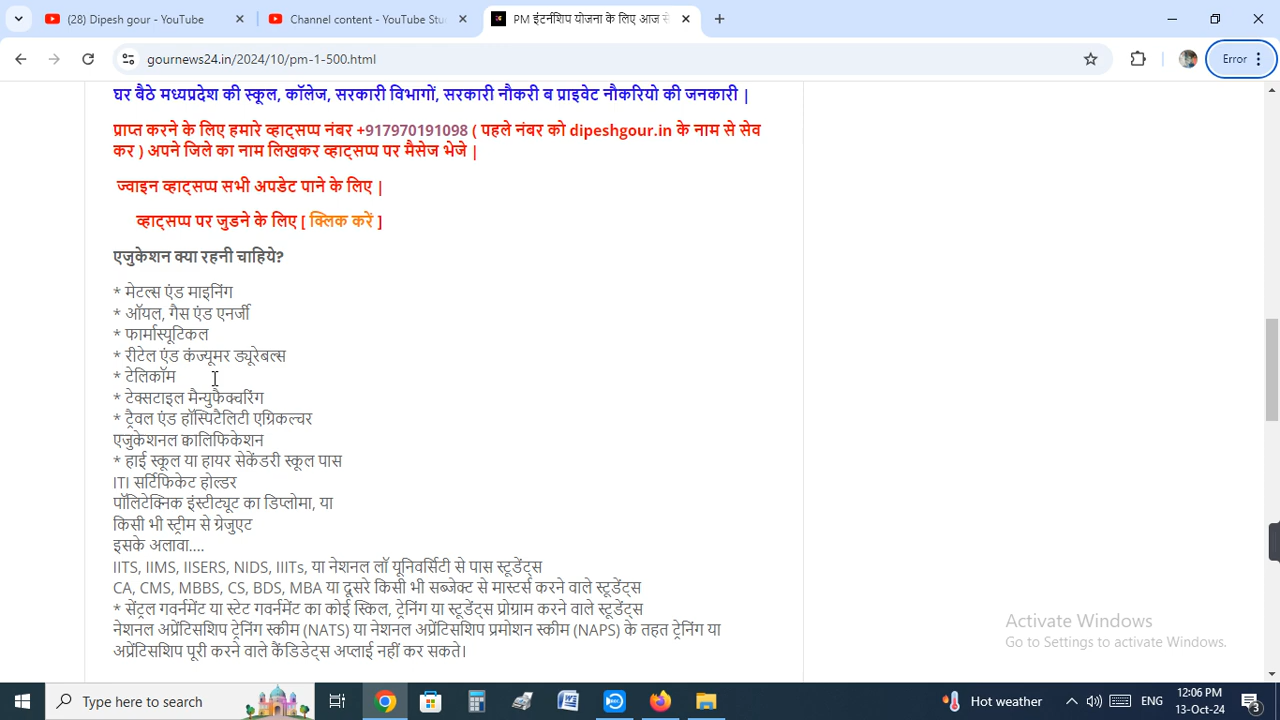 (28) Dipesh gour - YouTube
Channel content - YouTube Stu
PM इंटर्नशिप योजना के लिए आज से
gournews24.in/2024/10/pm-1-500.html
Error
घर बैठे मध्यप्रदेश की स्कूल, कॉलेज, सरकारी विभागों, सरकारी नौकरी ब प्राइवेट नौकरियो की जनकारी |
प्राप्त करने के लिए हमारे व्हाट्सप्प नंबर +917970191098 ( पहले नंबर को dipeshgour.in के नाम से सेव
कर ) अपने जिले का नाम लिखकर व्हाट्सप्प पर मैसेज भेजे |
ज्वाइन व्हाट्सप्प सभी अपडेट पाने के लिए |
व्हाट्सप्प पर जुडने के लिए [ क्लिक करें ]
एजुकेशन क्या रहनी चाहिये?
* मेटल्स एंड माइनिंग
* ऑयल, गैस एंड एनर्जी
* फार्मास्यूटिकल
* रीटेल एंड कंज्यूमर ड्यूरेबल्स
* टेलिकॉम
* टेक्सटाइल मैन्युफैक्चरिंग
* ट्रैवल एंड हॉस्पिटैलिटी एग्रिकल्चर
एजुकेशनल क्वालिफिकेशन
* हाई स्कूल या हायर सेकेंडरी स्कूल पास
ITI सर्टिफिकेट होल्डर
पॉलिटेक्निक इंस्टीट्यूट का डिप्लोमा, या
किसी भी स्ट्रीम से ग्रेजुएट
इसके अलावा....
IITS, IIMS, IISERS, NIDS, IIITs, या नेशनल लॉ यूनिवर्सिटी से पास स्टूडेंट्स
CA, CMS, MBBS, CS, BDS, MBA या दूसरे किसी भी सब्जेक्ट से मास्टर्स करने वाले स्टूडेंट्स
* सेंट्रल गवर्नमेंट या स्टेट गवर्नमेंट का कोई स्किल, ट्रेनिंग या स्टूडेंट्स प्रोग्राम करने वाले स्टूडेंट्स
नेशनल अप्रेंटिसशिप ट्रेनिंग स्कीम (NATS) या नेशनल अप्रेंटिसशिप प्रमोशन स्कीम (NAPS) के तहत ट्रेनिंग या
अप्रेंटिसशिप पूरी करने वाले कैंडिडेट्स अप्लाई नहीं कर सकते।
Activate Windows
Go to Settings to activate Windows.
Type here to search
Hot weather
ENG
12:06 PM
13-Oct-24
3